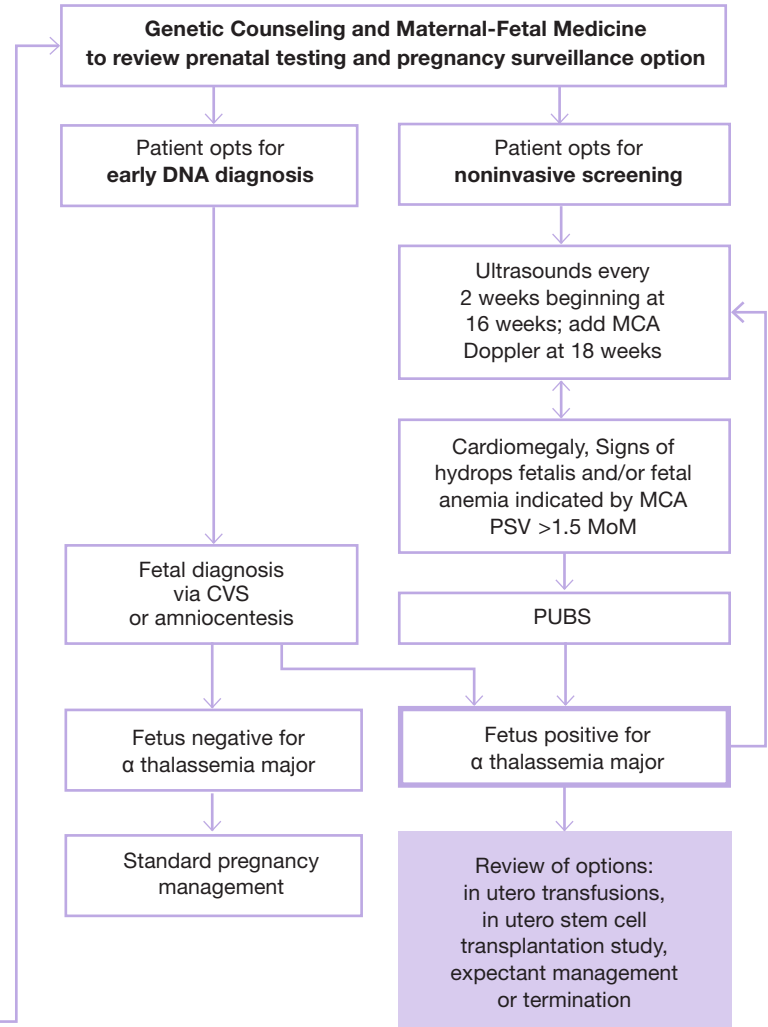 Genetic Counseling and Maternal-Fetal Medicine
to review prenatal testing and pregnancy surveillance option
Patient opts for
early DNA diagnosis
Patient opts for
noninvasive screening
Ultrasounds every
2 weeks beginning at
16 weeks; add MCA
Doppler at 18 weeks
Cardiomegaly, Signs of
hydrops fetalis and/or fetal
anemia indicated by MCA
PSV >1.5 MoM
Fetal diagnosis
via CVS
or amniocentesis
PUBS
Fetus negative for
α thalassemia major
Fetus positive for
α thalassemia major
Standard pregnancy
management
Review of options:
in utero transfusions,
in utero stem cell
transplantation study,
expectant management
or termination